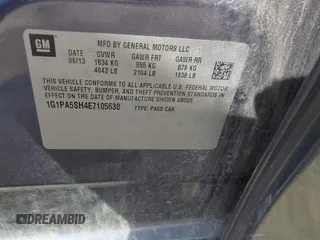 GM
MFD BY GENERAL MOTORS LLC
DATE GVWR GAWR FRT GAWR RR
06/13 1834 KG 955 KG 879 KG
4042 LB 2104 LB 1938 LB
THIS VEHICLE CONFORMS TO ALL APPLICABLE U.S. FEDERAL MOTOR
VEHICLE SAFETY, BUMPER, AND THEFT PREVENTION STANDARDS
IN EFFECT ON THE DATE OF MANUFACTURE SHOWN ABOVE.
1G1PA5SH4E7105630 TYPE: PASS CAR
DREAMBID